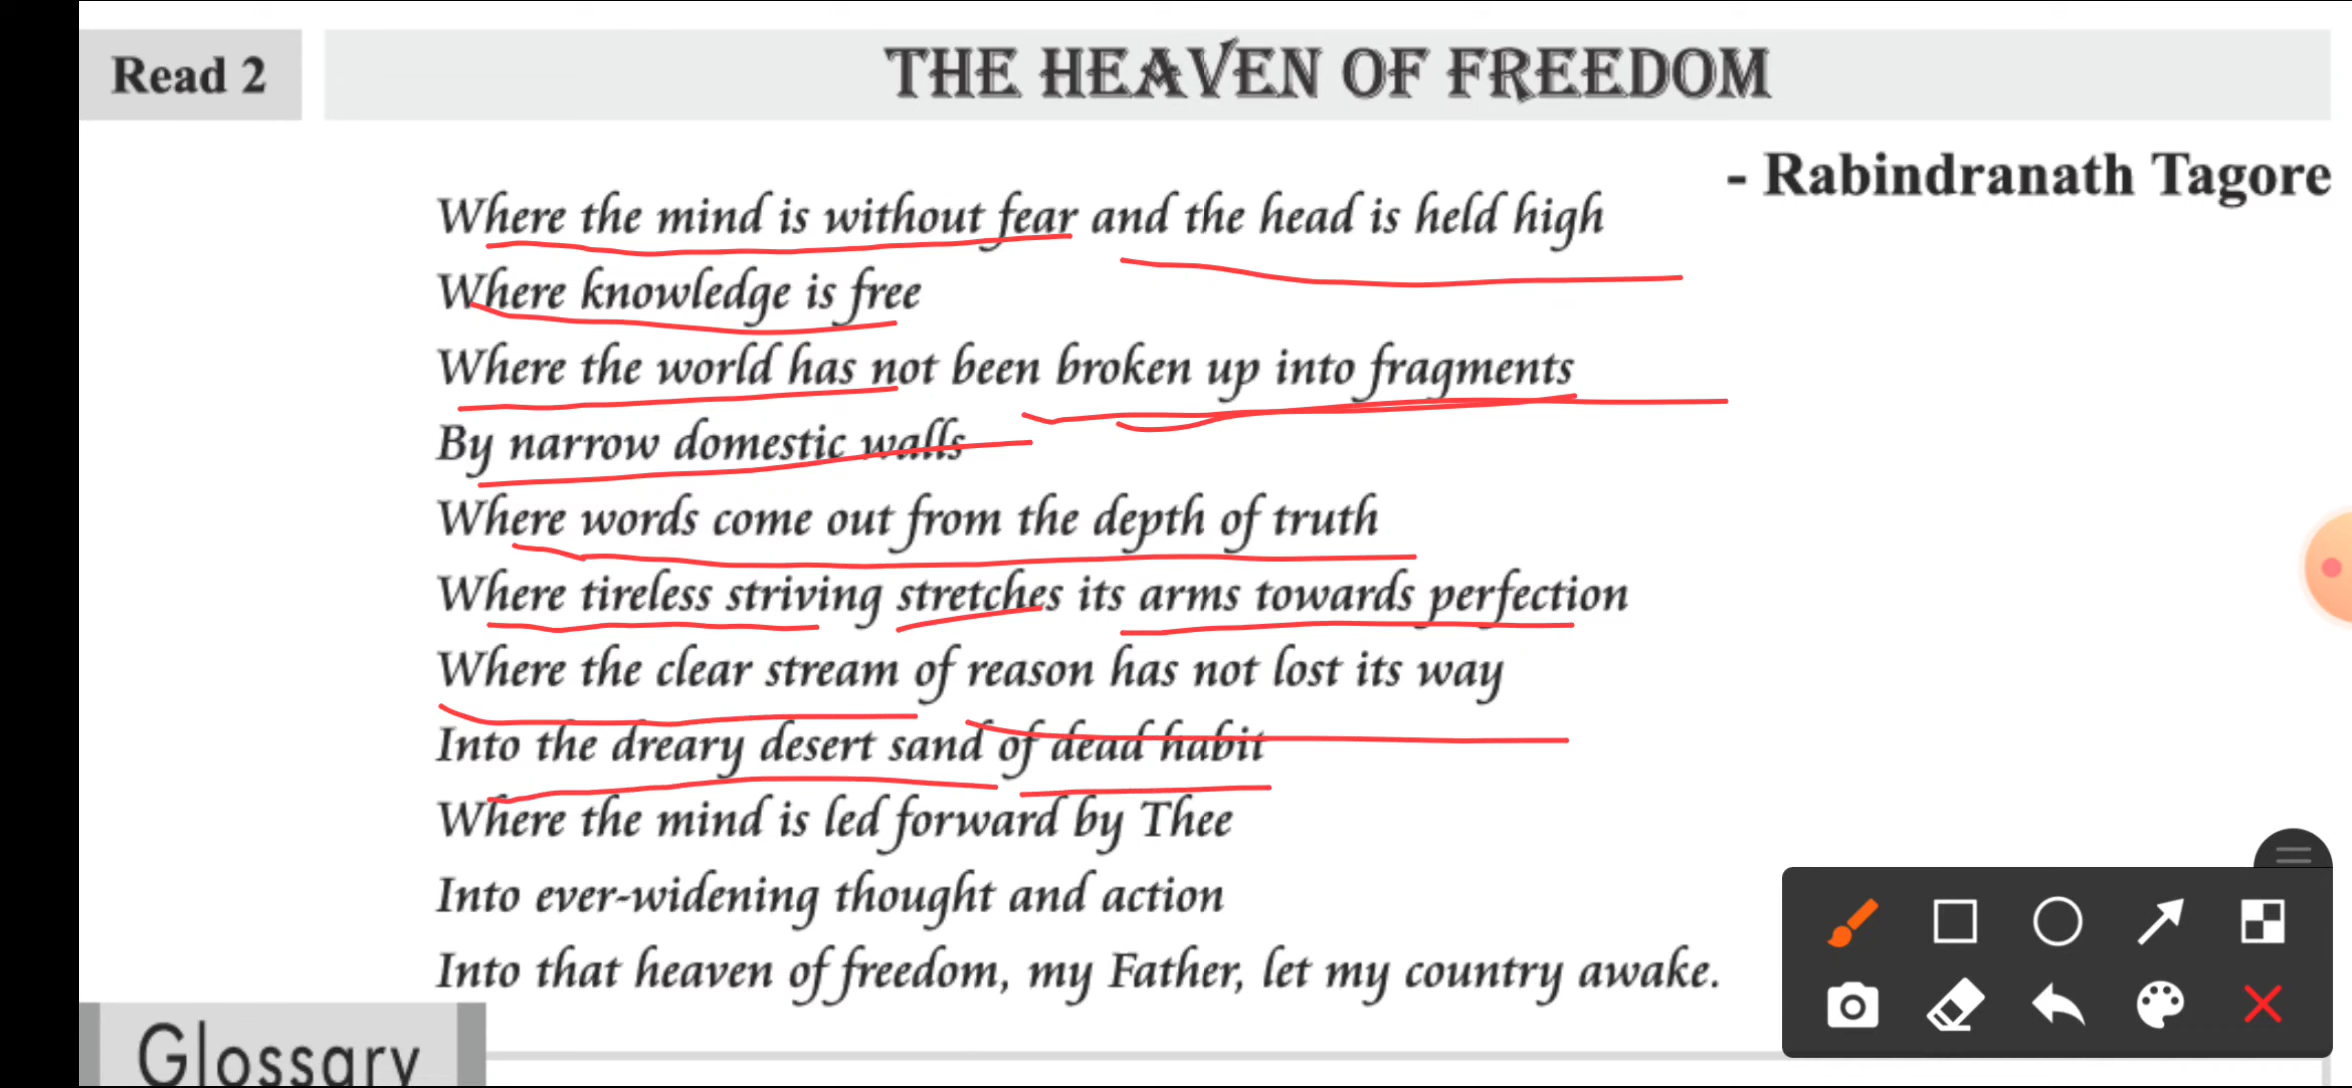 Read 2
THE HEAVEN OF FREEDOM
- Rabindranath Tagore
Where the mind is without fear and the head is held high
Where knowledge is free
Where the world has not been broken up into fragments
By narrow domestic walls
Where words come out from the depth of truth
Where tireless striving stretches its arms towards perfection
Where the clear stream of reason has not lost its way
Into the dreary desert sand of dead habit
Where the mind is led forward by Thee
Into ever-widening thought and action
Into that heaven of freedom, my Father, let my country awake.
Glossary